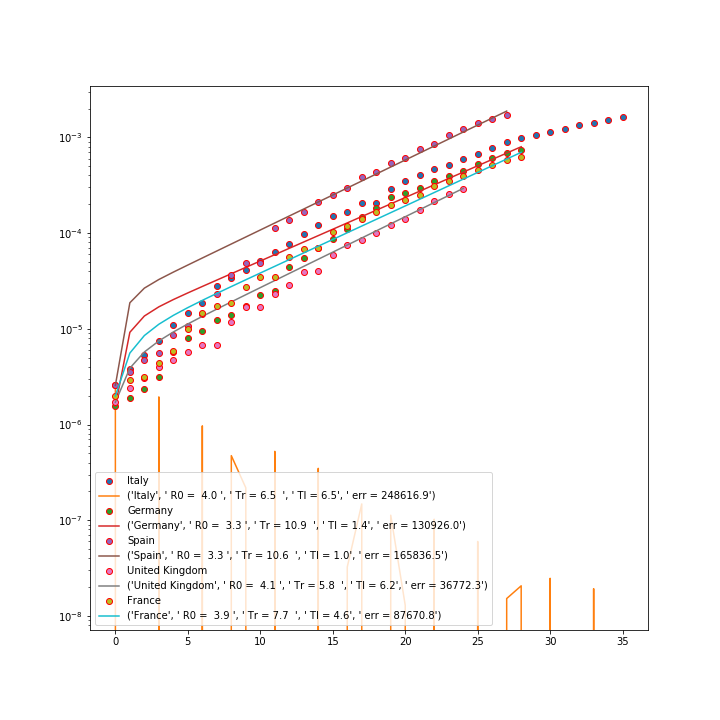 10⁻³
10⁻⁴
10⁻⁵
10⁻⁶
10⁻⁷
10⁻⁸
Italy
('Italy', ' R0 =  4.0 ', ' Tr = 6.5  ', ' Tl = 6.5', ' err = 248616.9')
Germany
('Germany', ' R0 =  3.3 ', ' Tr = 10.9  ', ' Tl = 1.4', ' err = 130926.0')
Spain
('Spain', ' R0 =  3.3 ', ' Tr = 10.6  ', ' Tl = 1.0', ' err = 165836.5')
United Kingdom
('United Kingdom', ' R0 =  4.1 ', ' Tr = 5.8  ', ' Tl = 6.2', ' err = 36772.3')
France
('France', ' R0 =  3.9 ', ' Tr = 7.7  ', ' Tl = 4.6', ' err = 87670.8')
0 5 10 15 20 25 30 35